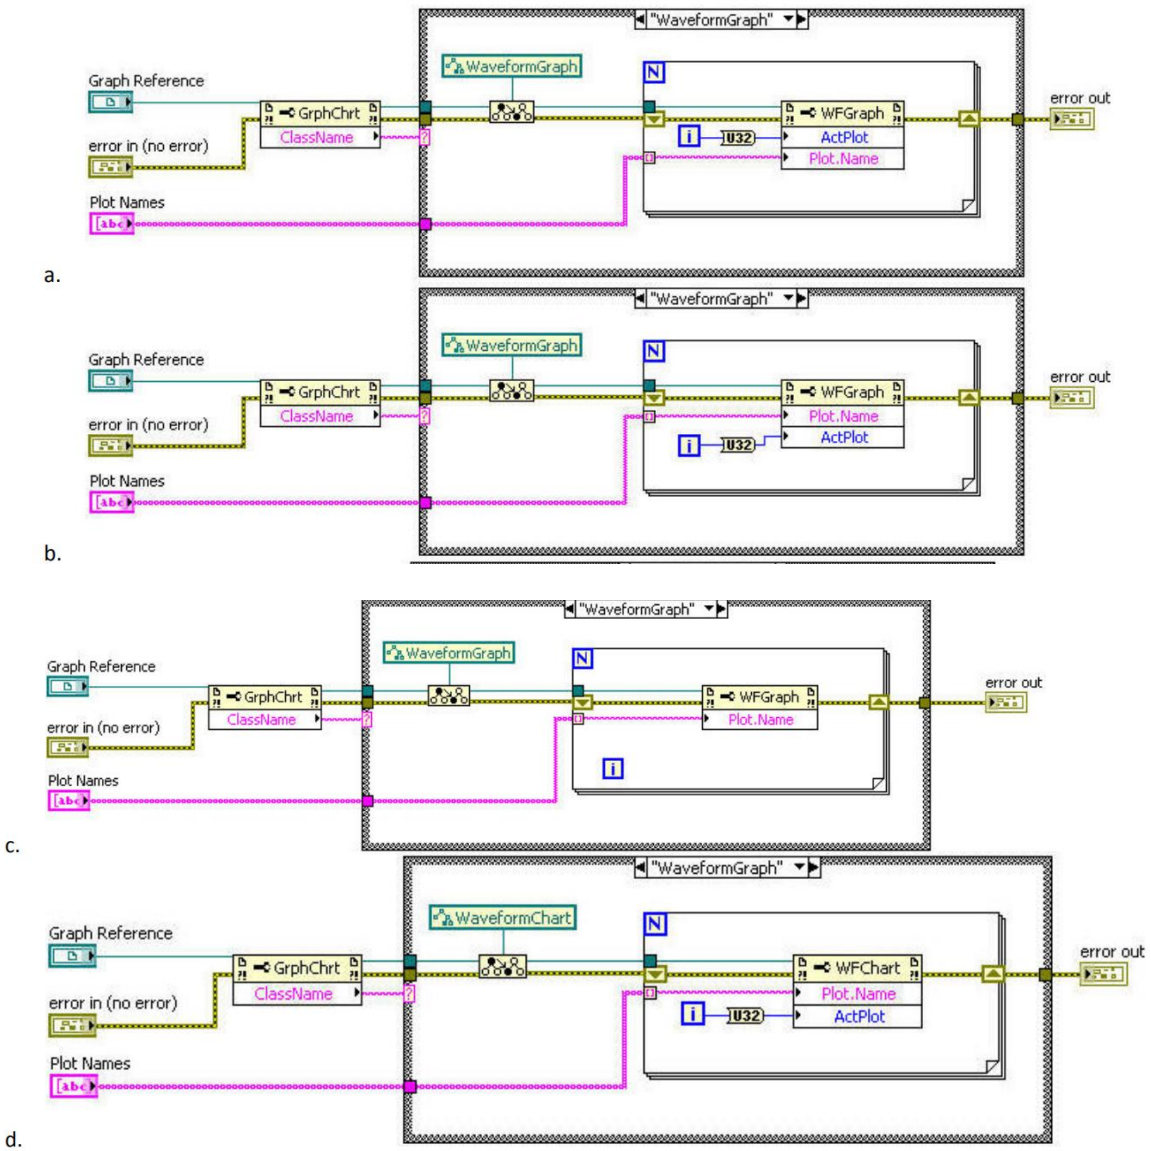 "WaveformGraph"
WaveformGraph
N
Graph Reference
GrphChrt
ClassName
?
WFGraph
ActPlot
Plot.Name
error out
error in (no error)
i
U32
Plot Names
[abc]
a.
"WaveformGraph"
WaveformGraph
N
Graph Reference
GrphChrt
ClassName
?
WFGraph
Plot.Name
ActPlot
error out
error in (no error)
i
U32
Plot Names
[abc]
b.
"WaveformGraph"
WaveformGraph
N
Graph Reference
GrphChrt
ClassName
?
WFGraph
Plot.Name
error out
error in (no error)
i
Plot Names
[abc]
c.
"WaveformGraph"
WaveformChart
N
Graph Reference
GrphChrt
ClassName
?
WFChart
Plot.Name
ActPlot
error out
error in (no error)
i
U32
Plot Names
[abc]
d.